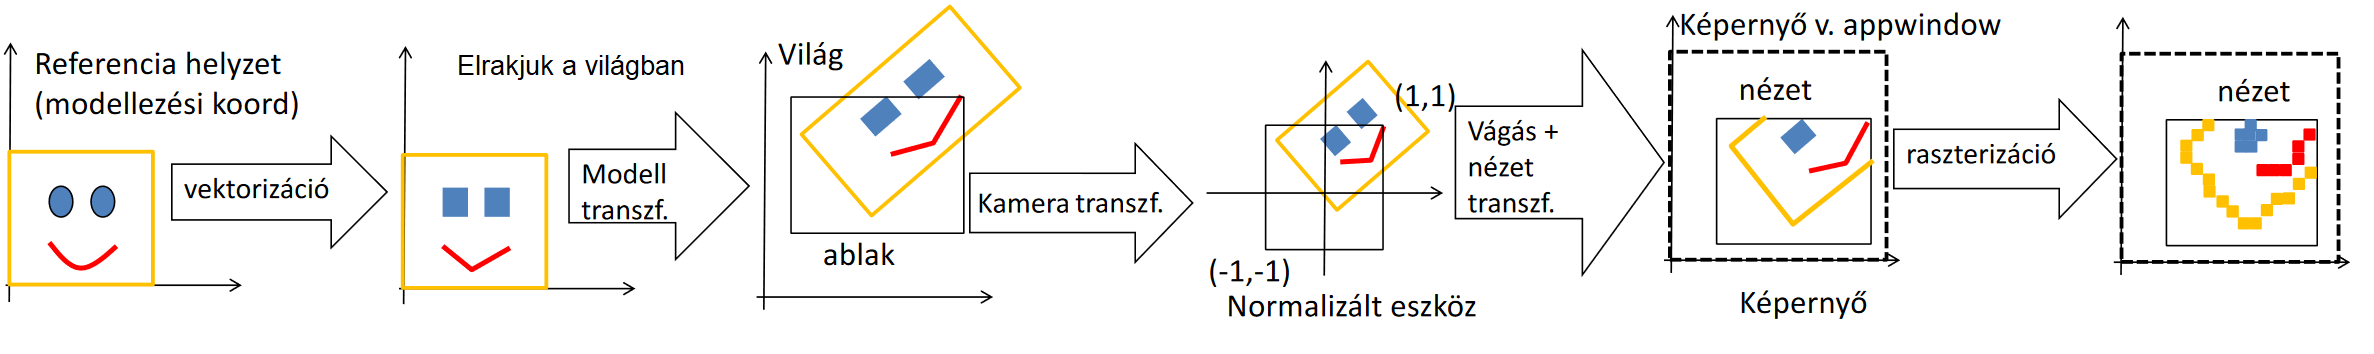 Referencia helyzet
(modellezési koord)
vektorizáció
Elrakjuk a világban
Modell
transzf.
Világ
ablak
Kamera transzf.
(1,1)
(-1,-1)
Normalizált eszköz
Vágás +
nézet
transzf.
Képernyő v. appwindow
nézet
Képernyő
raszterizáció
nézet